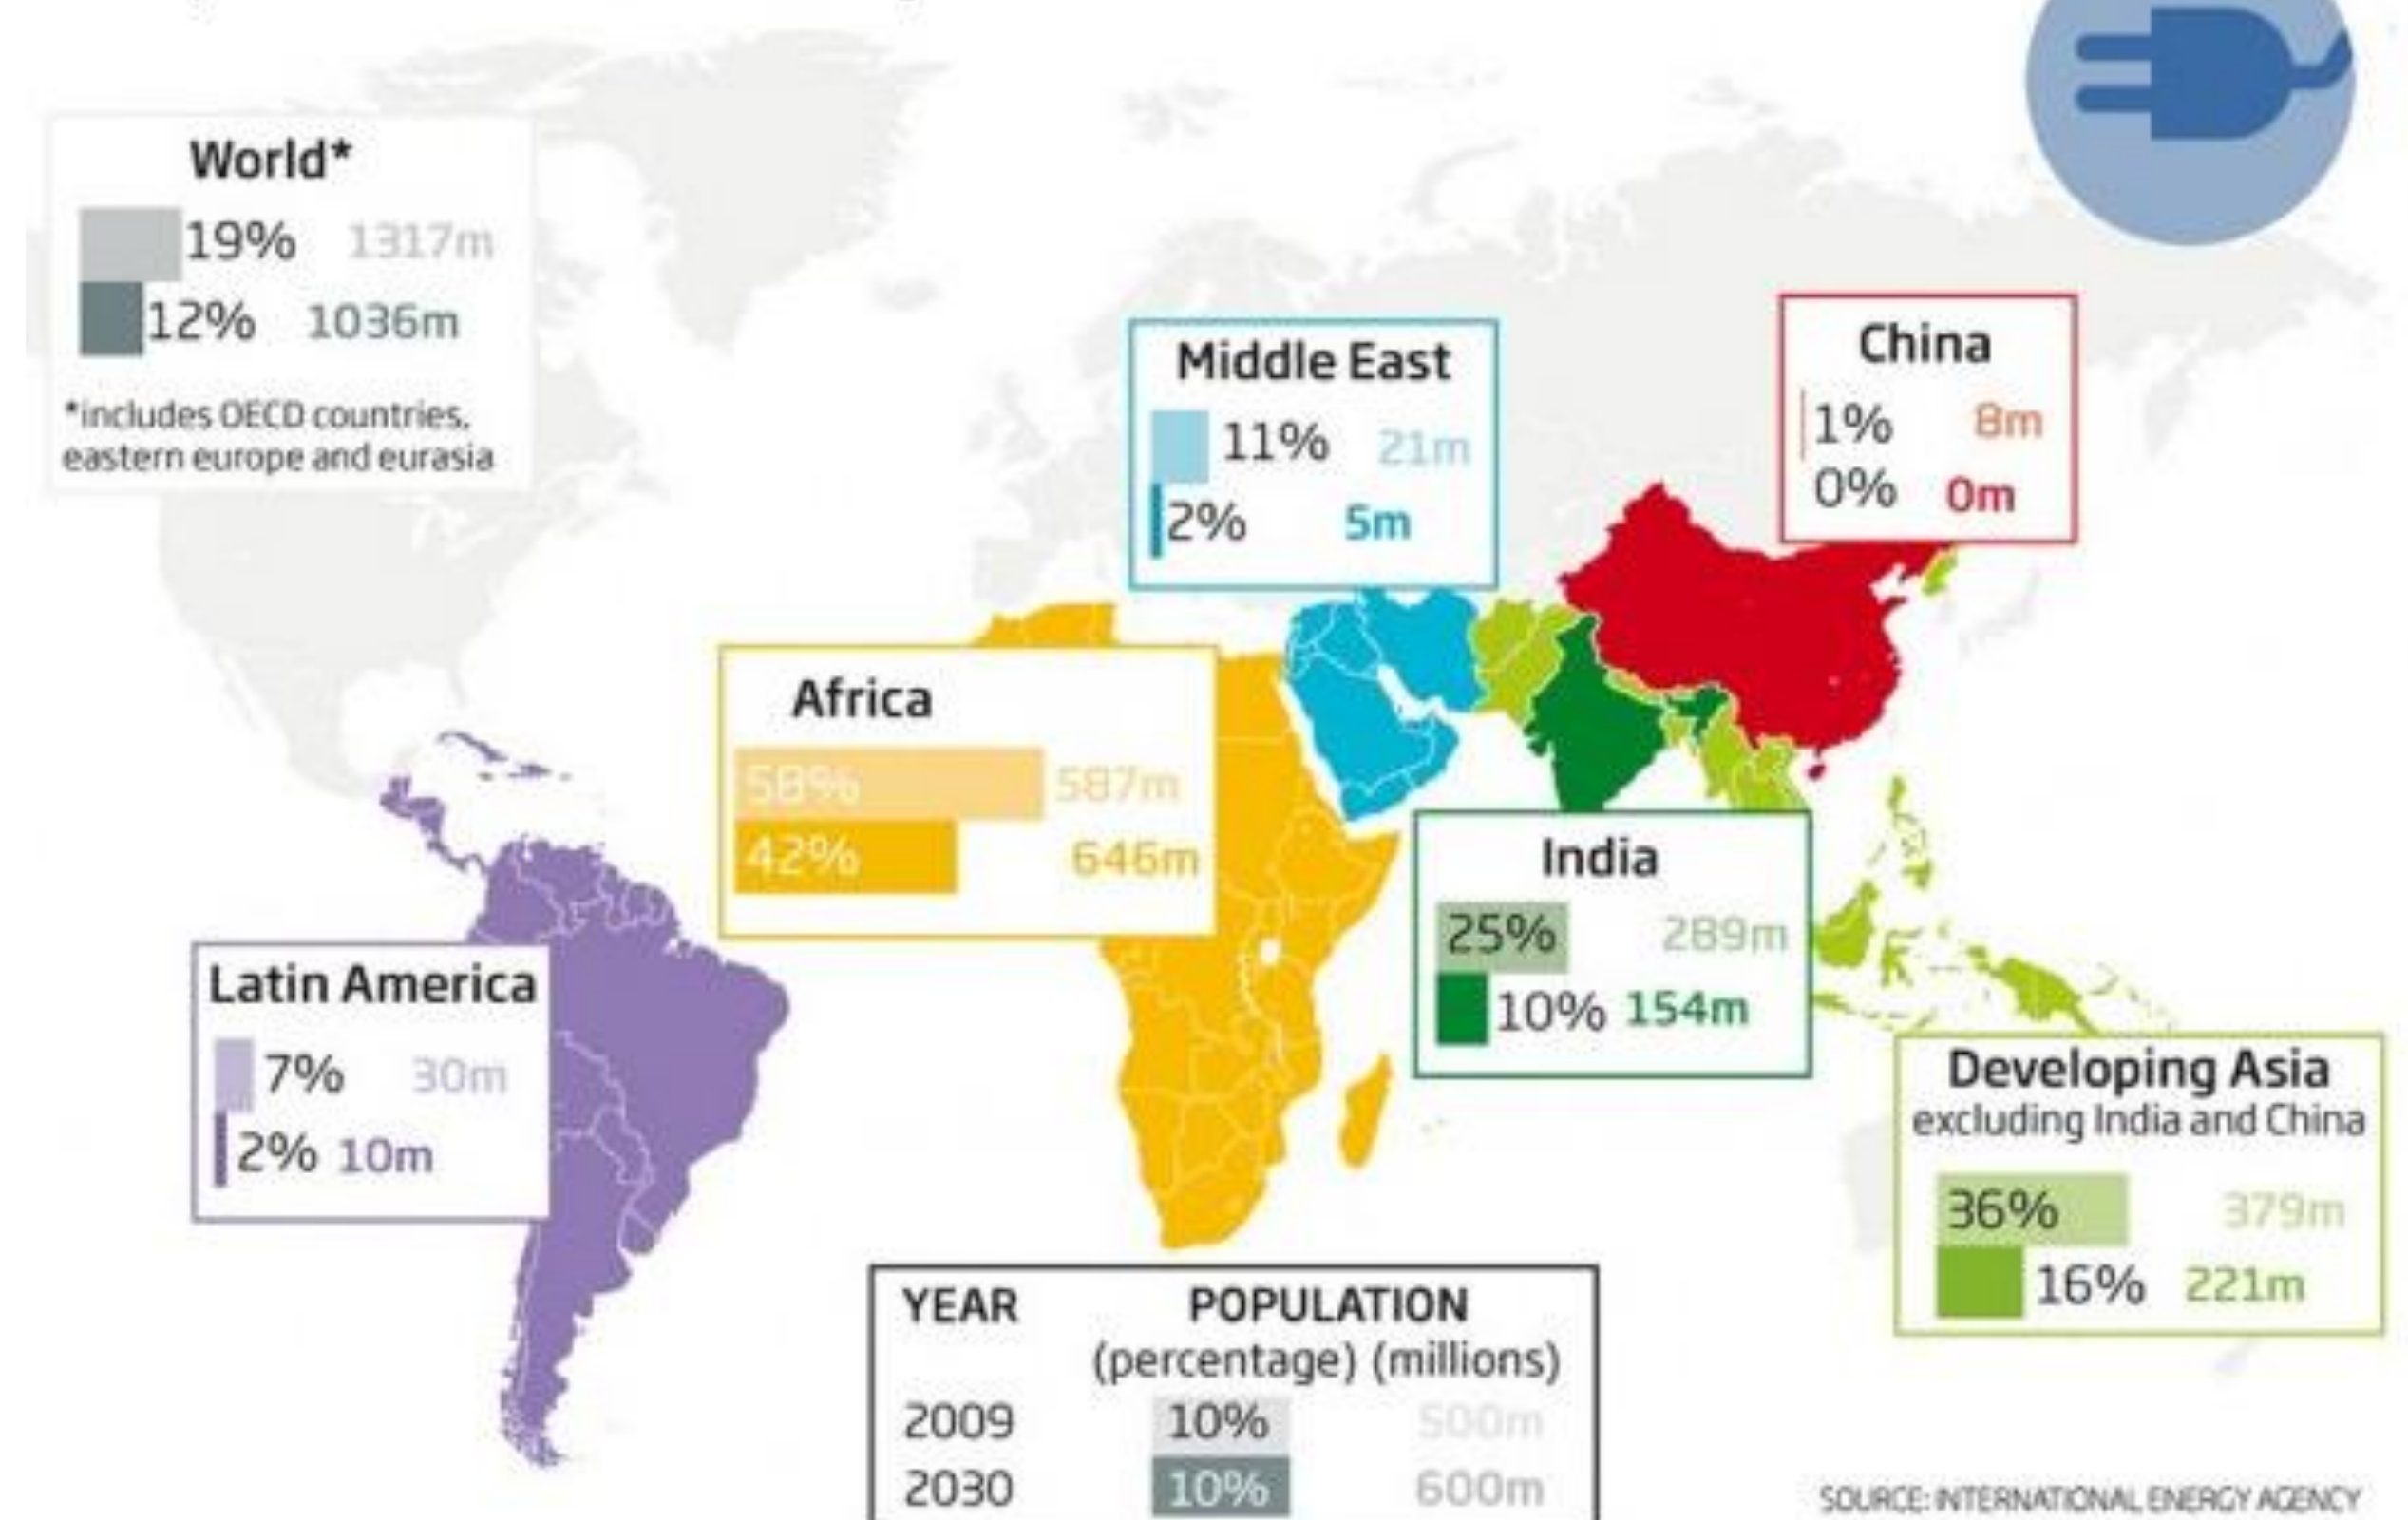 World*
19% 1317m
12% 1036m
*includes OECD countries,
eastern europe and eurasia
Middle East
11% 21m
2% 5m
China
1% 8m
0% 0m
Africa
58% 587m
42% 646m
India
25% 289m
10% 154m
Latin America
7% 30m
2% 10m
Developing Asia
excluding India and China
36% 379m
16% 221m
YEAR POPULATION
(percentage) (millions)
2009 10% 500m
2030 10% 600m
SOURCE: INTERNATIONAL ENERGY AGENCY